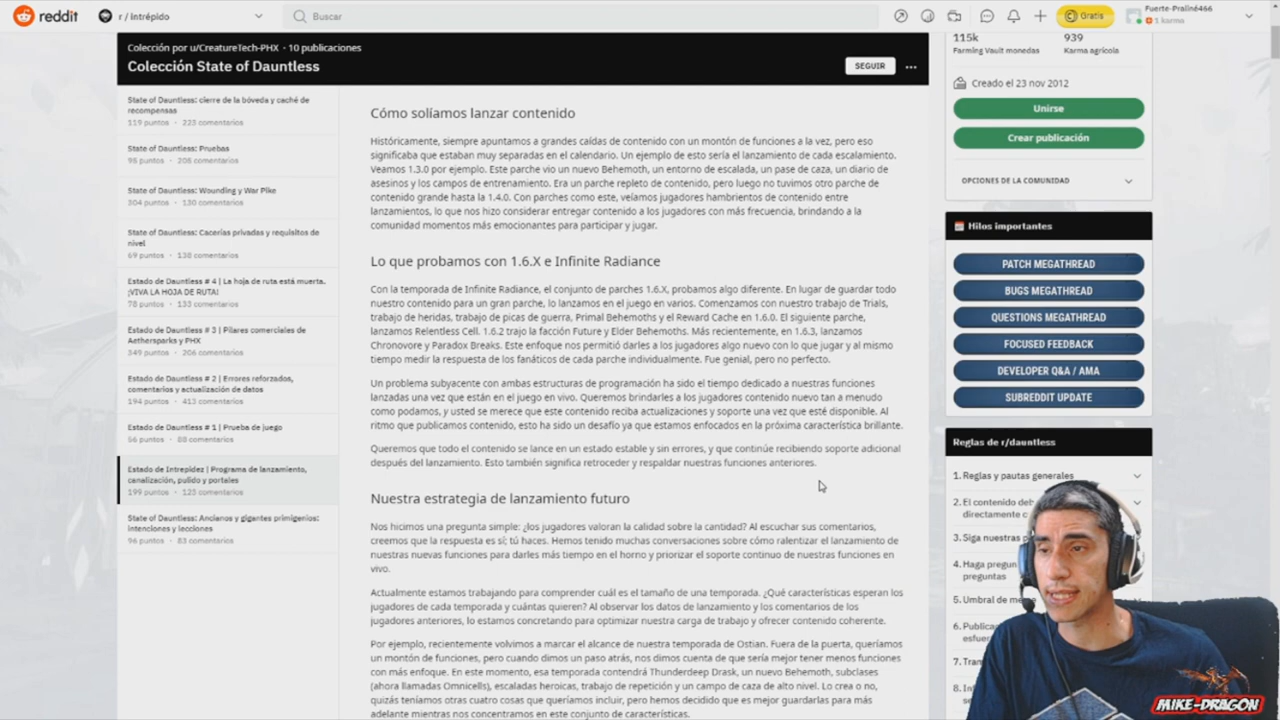 reddit
r / Intrépido
Buscar
Gratis
Fuerte-Praliné466
1 karma
Colección por u/CreatureTech-PHX · 10 publicaciones
Colección State of Dauntless
SEGUIR
State of Dauntless: cierre de la bóveda y caché de
recompensas
119 puntos · 223 comentarios
State of Dauntless: Pruebas
95 puntos · 206 comentarios
State of Dauntless: Wounding y War Pike
304 puntos · 130 comentarios
State of Dauntless: Cacerías privadas y requisitos de
nivel
69 puntos · 138 comentarios
Estado de Dauntless # 4 | La hoja de ruta está muerta.
¡VIVA LA HOJA DE RUTA!
78 puntos · 133 comentarios
Estado de Dauntless # 3 | Pilares comerciales de
Aethersparks y PHX
349 puntos · 206 comentarios
Estado de Dauntless # 2 | Errores reforzados,
comentarios y actualización de datos
194 puntos · 413 comentarios
Estado de Dauntless # 1 | Prueba de juego
56 puntos · 88 comentarios
Estado de Intrepidez | Programa de lanzamiento,
canalización, pulido y portales
199 puntos · 123 comentarios
State of Dauntless: Ancianos y gigantes primigenios:
intenciones y lecciones
96 puntos · 83 comentarios
Cómo solíamos lanzar contenido
Históricamente, siempre apuntamos a grandes caídas de contenido con un montón de funciones a la vez, pero eso
significaba que estaban muy separadas en el calendario. Un ejemplo de esto sería el lanzamiento de cada escalamiento.
Veamos 1.3.0 por ejemplo. Este parche vio un nuevo Behemoth, un entorno de escalada, un pase de caza, un diario de
asesinos y los campos de entrenamiento. Era un parche repleto de contenido, pero luego no tuvimos otro parche de
contenido grande hasta la 1.4.0. Con parches como este, veíamos jugadores hambrientos de contenido entre
lanzamientos, lo que nos hizo considerar entregar contenido a los jugadores con más frecuencia, brindando a la
comunidad momentos más emocionantes para participar y jugar.
Lo que probamos con 1.6.X e Infinite Radiance
Con la temporada de Infinite Radiance, el conjunto de parches 1.6.X, probamos algo diferente. En lugar de guardar todo
nuestro contenido para un gran parche, lo lanzamos en el juego en varios. Comenzamos con nuestro trabajo de Trials,
trabajo de heridas, trabajo de picas de guerra, Primal Behemoths y el Reward Cache en 1.6.0. El siguiente parche,
lanzamos Relentless Cell. 1.6.2 trajo la facción Future y Elder Behemoths. Más recientemente, en 1.6.3, lanzamos
Chronovore y Paradox Breaks. Este enfoque nos permitió darles a los jugadores algo nuevo con lo que jugar y al mismo
tiempo medir la respuesta de los fanáticos de cada parche individualmente. Fue genial, pero no perfecto.
Un problema subyacente con ambas estructuras de programación ha sido el tiempo dedicado a nuestras funciones
lanzadas una vez que están en el juego en vivo. Queremos brindarles a los jugadores contenido nuevo tan a menudo
como podamos, y usted se merece que este contenido reciba actualizaciones y soporte una vez que esté disponible. Al
ritmo que publicamos contenido, esto ha sido un desafío ya que estamos enfocados en la próxima característica brillante.
Queremos que todo el contenido se lance en un estado estable y sin errores, y que continúe recibiendo soporte adicional
después del lanzamiento. Esto también significa retroceder y respaldar nuestras funciones anteriores.
Nuestra estrategia de lanzamiento futuro
Nos hicimos una pregunta simple: ¿los jugadores valoran la calidad sobre la cantidad? Al escuchar sus comentarios,
creemos que la respuesta es sí; tú haces. Hemos tenido muchas conversaciones sobre cómo ralentizar el lanzamiento de
nuestras nuevas funciones para darles más tiempo en el horno y priorizar el soporte continuo de nuestras funciones en
vivo.
Actualmente estamos trabajando para comprender cuál es el tamaño de una temporada. ¿Qué características esperan los
jugadores de cada temporada y cuántas quieren? Al observar los datos de lanzamiento y los comentarios de los
jugadores anteriores, lo estamos concretando para optimizar nuestra carga de trabajo y ofrecer contenido coherente.
Por ejemplo, recientemente volvimos a marcar el alcance de nuestra temporada de Ostian. Fuera de la puerta, queríamos
un montón de funciones, pero cuando dimos un paso atrás, nos dimos cuenta de que sería mejor tener menos funciones
con más enfoque. En este momento, esa temporada contendrá Thunderdeep Drask, un nuevo Behemoth, subclases
(ahora llamadas Omnicells), escaladas heroicas, trabajo de repetición y un campo de caza de alto nivel. Lo crea o no,
quizás teníamos otras cuatro cosas que queríamos incluir, pero hemos decidido que es mejor guardarlas para más
adelante mientras nos concentramos en este conjunto de características.
115k
939
Farming Vault monedas
Karma agrícola
Creado el 23 nov 2012
Unirse
Crear publicación
OPCIONES DE LA COMUNIDAD
Hilos importantes
PATCH MEGATHREAD
BUGS MEGATHREAD
QUESTIONS MEGATHREAD
FOCUSED FEEDBACK
DEVELOPER Q&A / AMA
SUBREDDIT UPDATE
Reglas de r/dauntless
1. Reglas y pautas generales
2. El contenido
directamente
3. Siga nuestras
4. Haga
preguntas
5. Umbral de
6.
7.
8.
MIKE-DRAGON